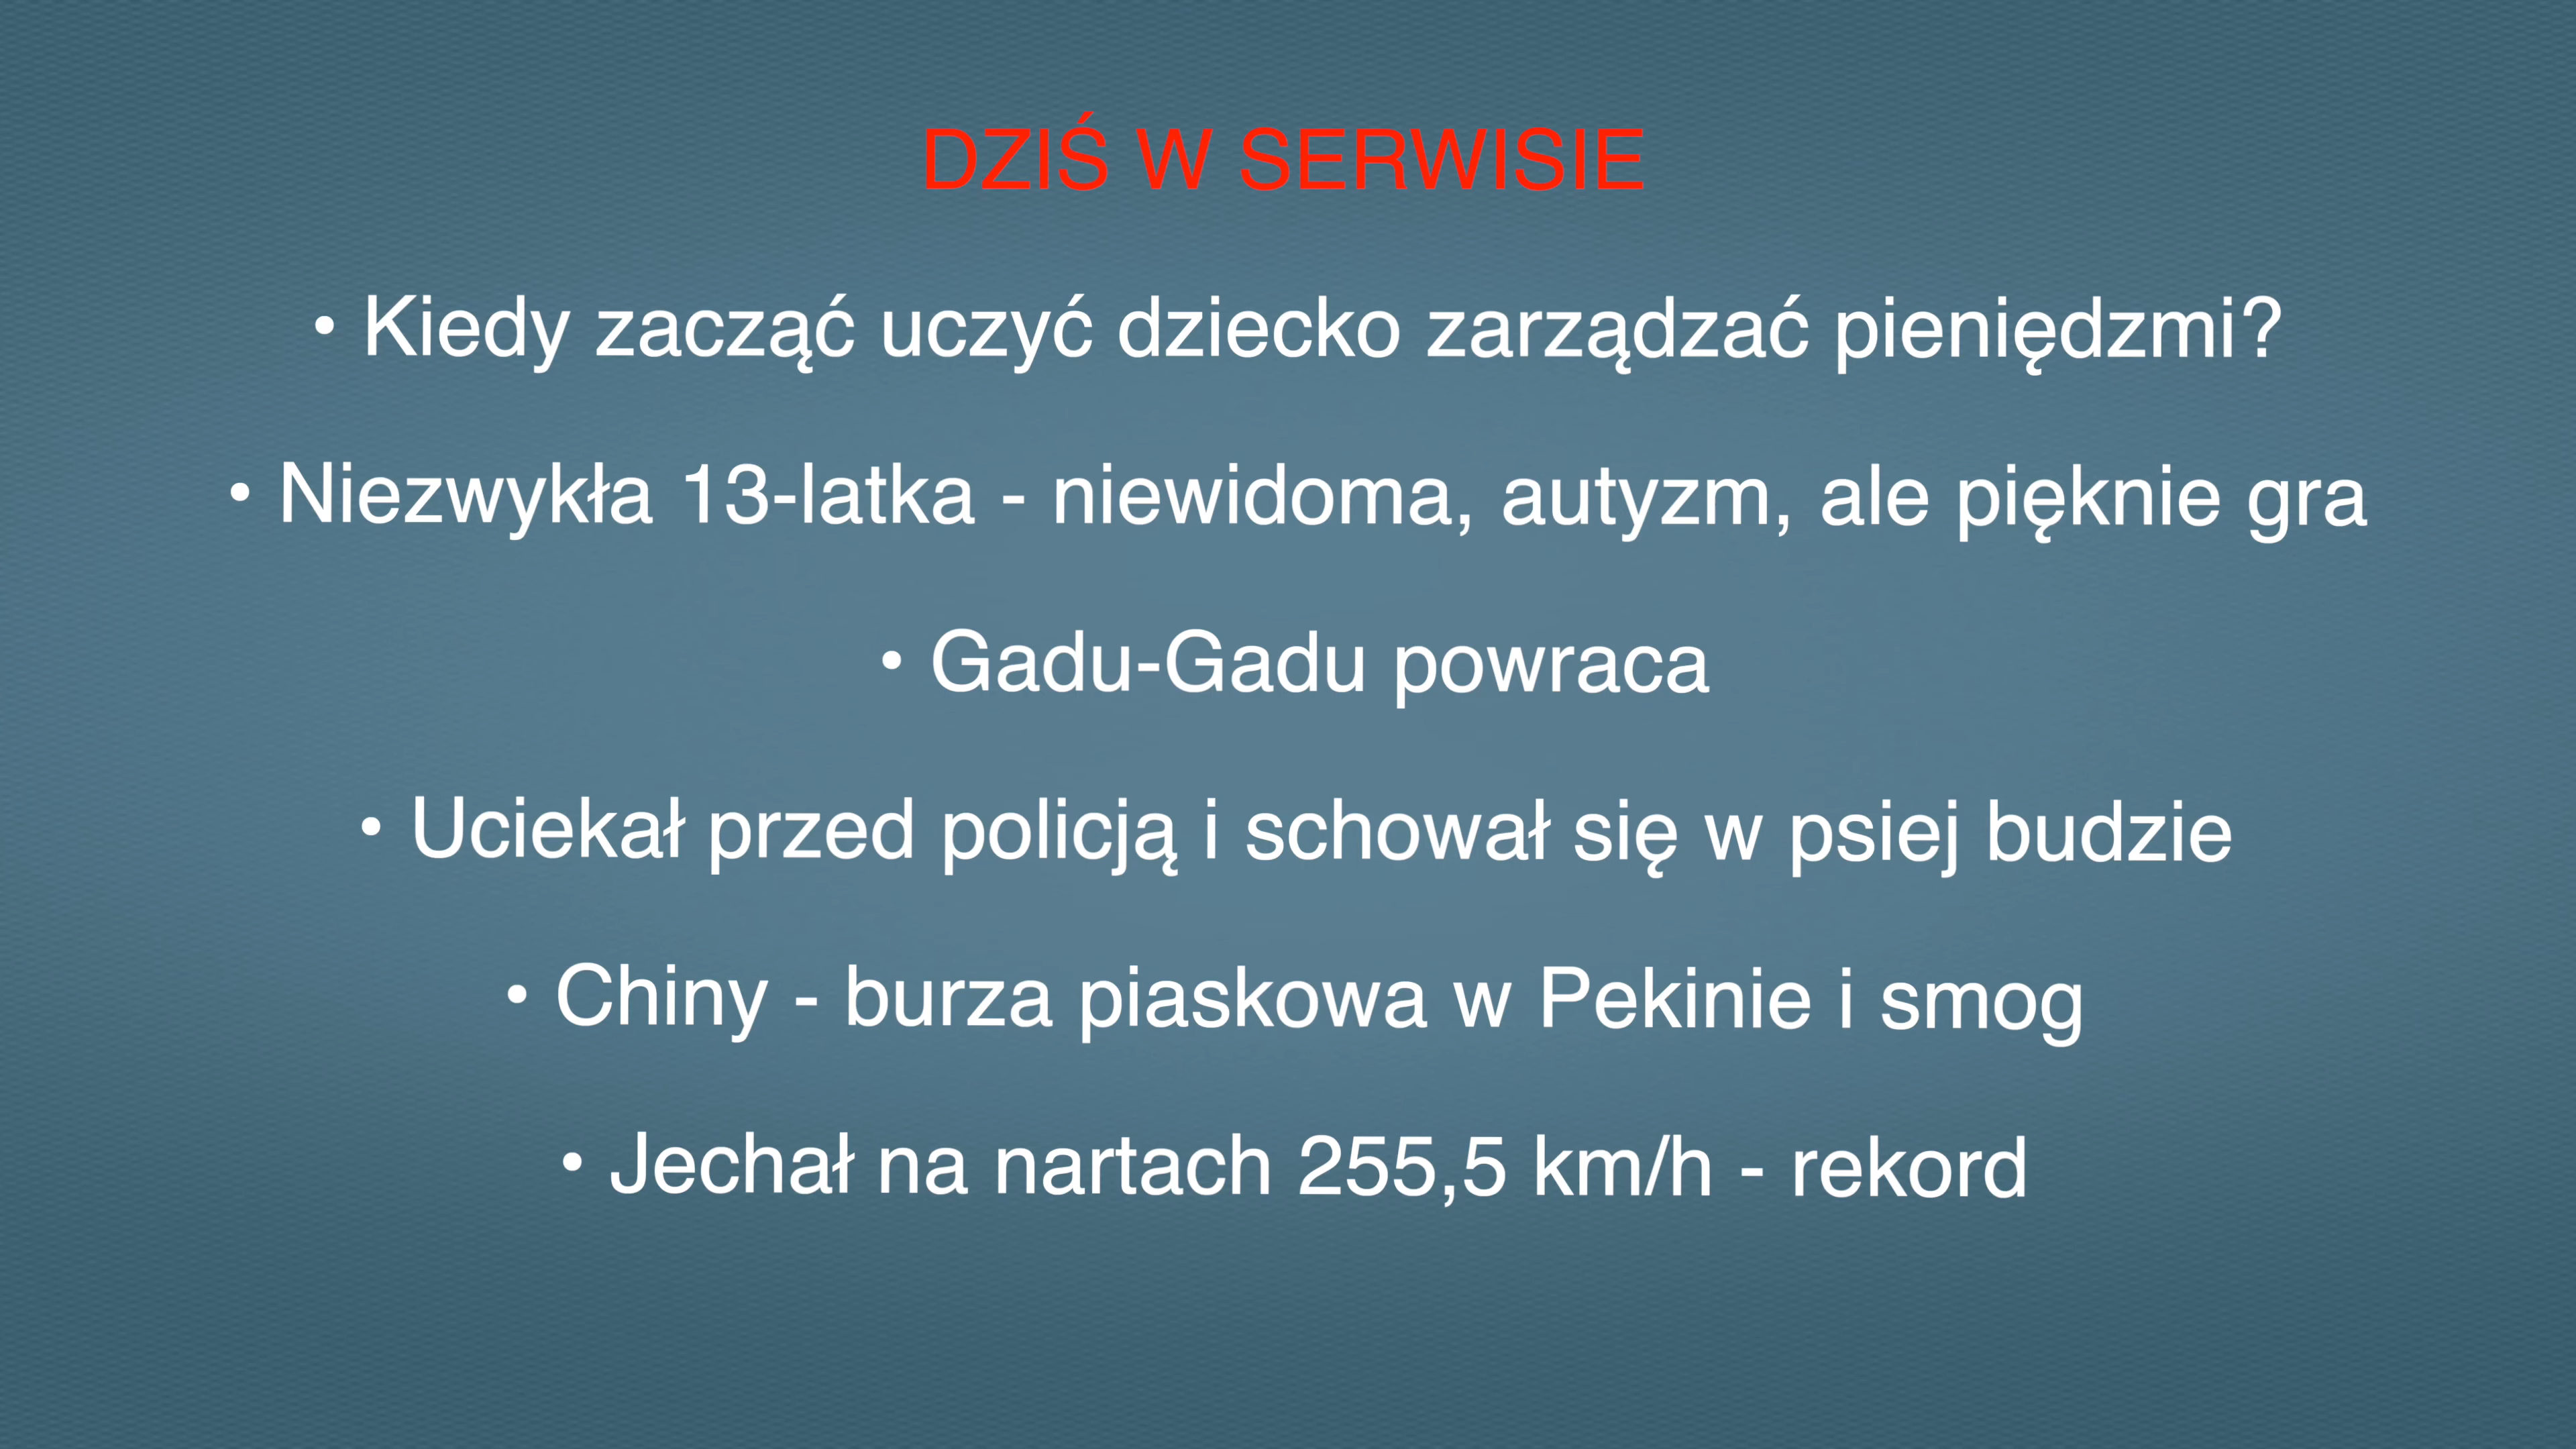 DZIŚ W SERWISIE
• Kiedy zacząć uczyć dziecko zarządzać pieniędzmi?
• Niezwykła 13-latka - niewidoma, autyzm, ale pięknie gra
• Gadu-Gadu powraca
• Uciekał przed policją i schował się w psiej budzie
• Chiny - burza piaskowa w Pekinie i smog
• Jechał na nartach 255,5 km/h - rekord